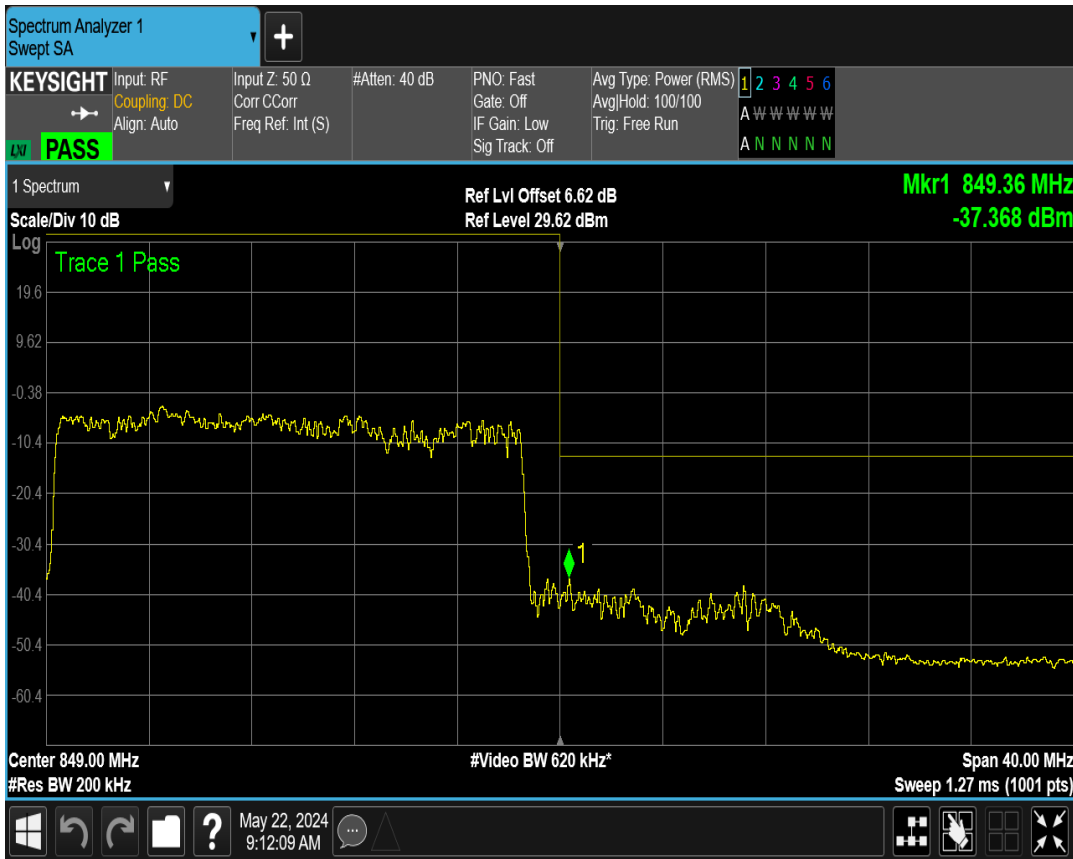 Spectrum Analyzer 1
Swept SA
+
KEYSIGHT
LXI PASS
Input: RF
Coupling: DC
Align: Auto
Input Z: 50 Ω
Corr CCorr
Freq Ref: Int (S)
#Atten: 40 dB
PNO: Fast
Gate: Off
IF Gain: Low
Sig Track: Off
Avg Type: Power (RMS)
Avg|Hold: 100/100
Trig: Free Run
1 2 3 4 5 6
A W W W W W
A N N N N N
1 Spectrum
Scale/Div 10 dB
Ref Lvl Offset 6.62 dB
Ref Level 29.62 dBm
Mkr1 849.36 MHz
-37.368 dBm
Log
Trace 1 Pass
19.6
9.62
-0.38
-10.4
-20.4
-30.4
1
-40.4
-50.4
-60.4
Center 849.00 MHz
#Video BW 620 kHz*
Span 40.00 MHz
#Res BW 200 kHz
Sweep 1.27 ms (1001 pts)
?
May 22, 2024
9:12:09 AM